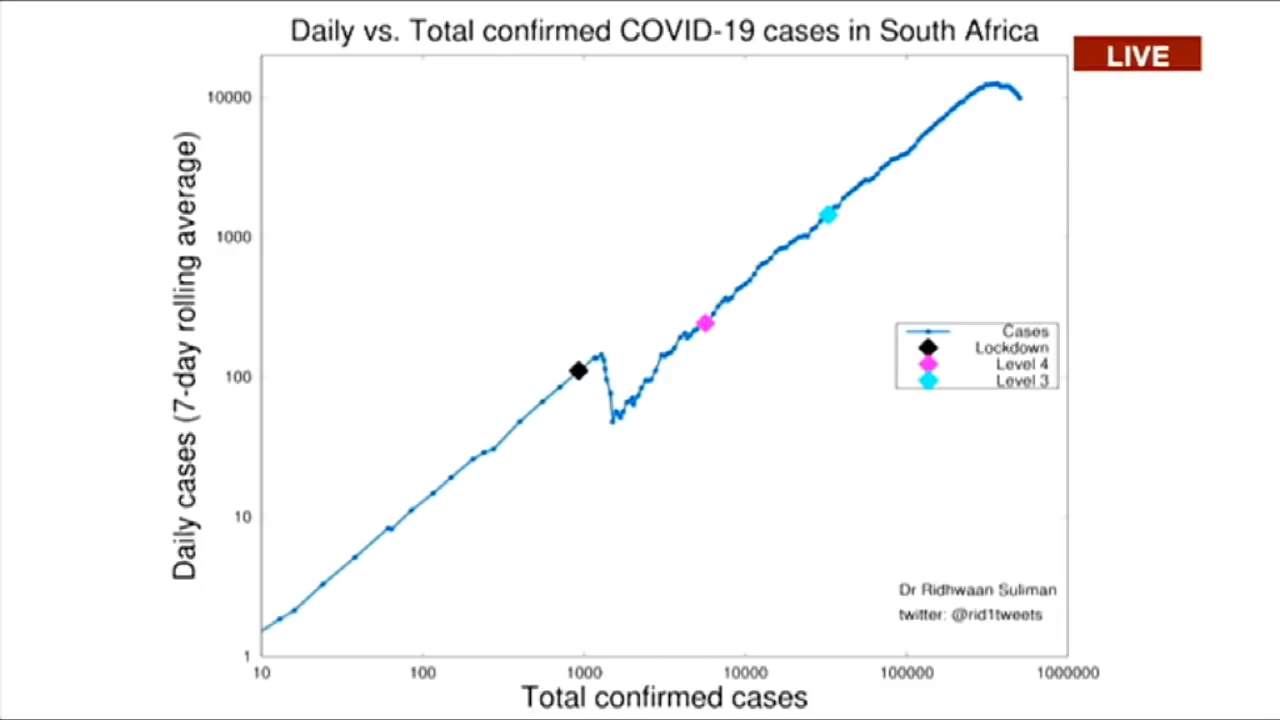 Daily vs. Total confirmed COVID-19 cases in South Africa
LIVE
Daily cases (7-day rolling average)
10000
1000
100
10
1
Cases
Lockdown
Level 4
Level 3
Dr Ridhwaan Suliman
twitter: @rid1tweets
10 100 1000 10000 100000 1000000
Total confirmed cases